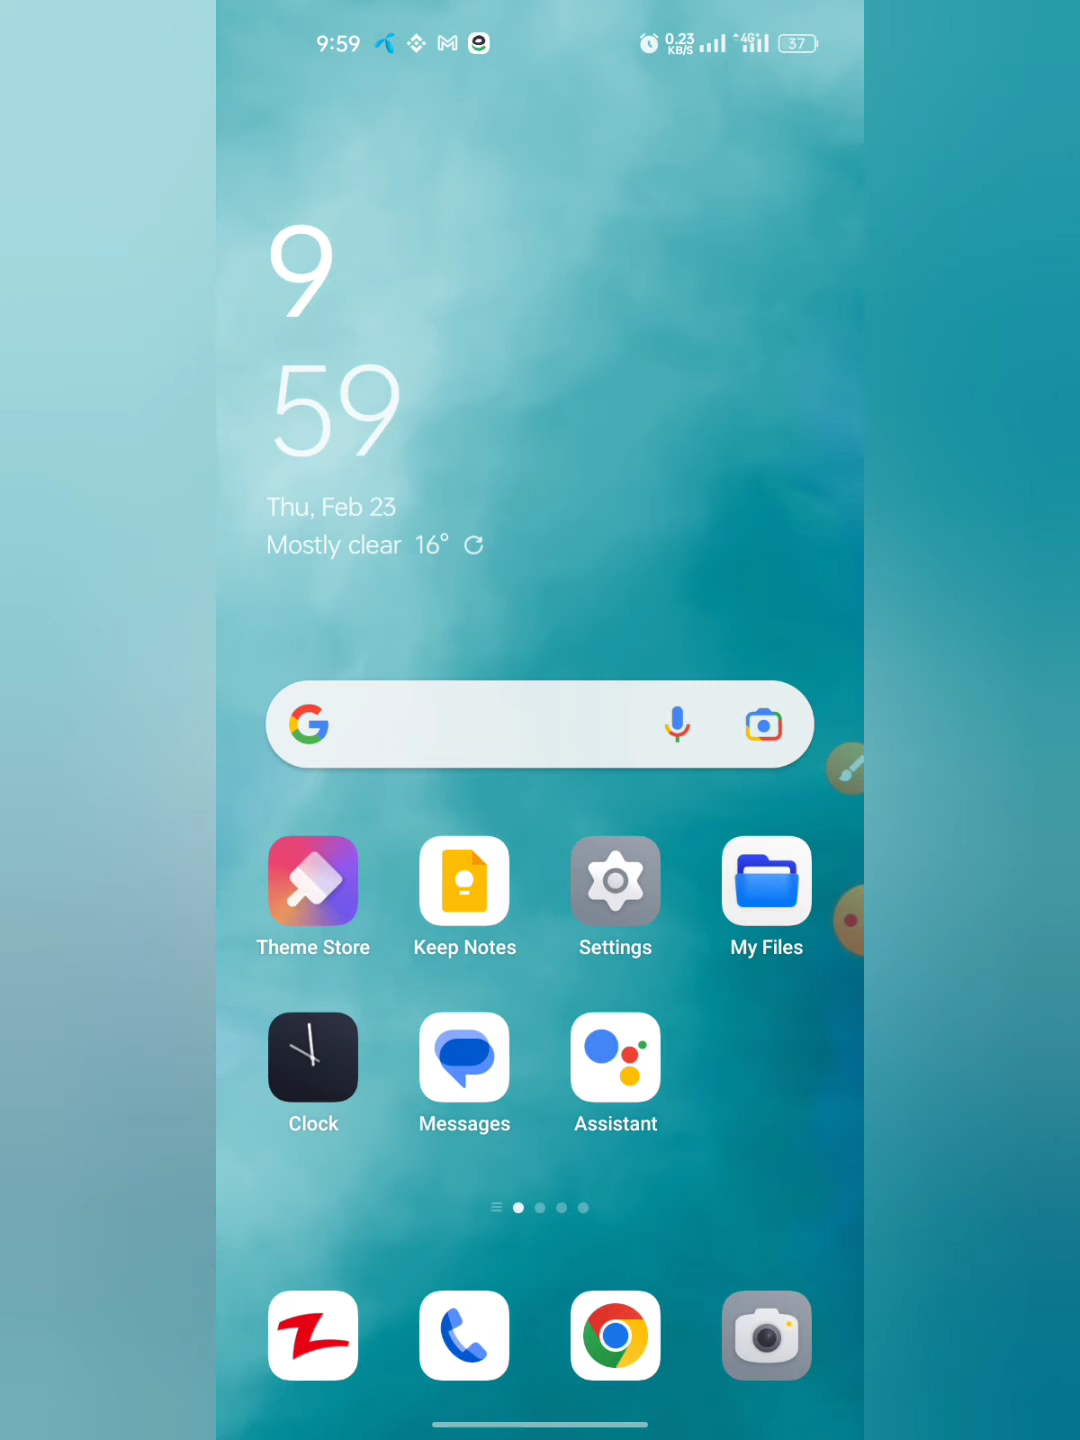 9:59
0.23
KB/S
4G+
37
9
59
Thu, Feb 23
Mostly clear 16°
Theme Store
Keep Notes
Settings
My Files
Clock
Messages
Assistant